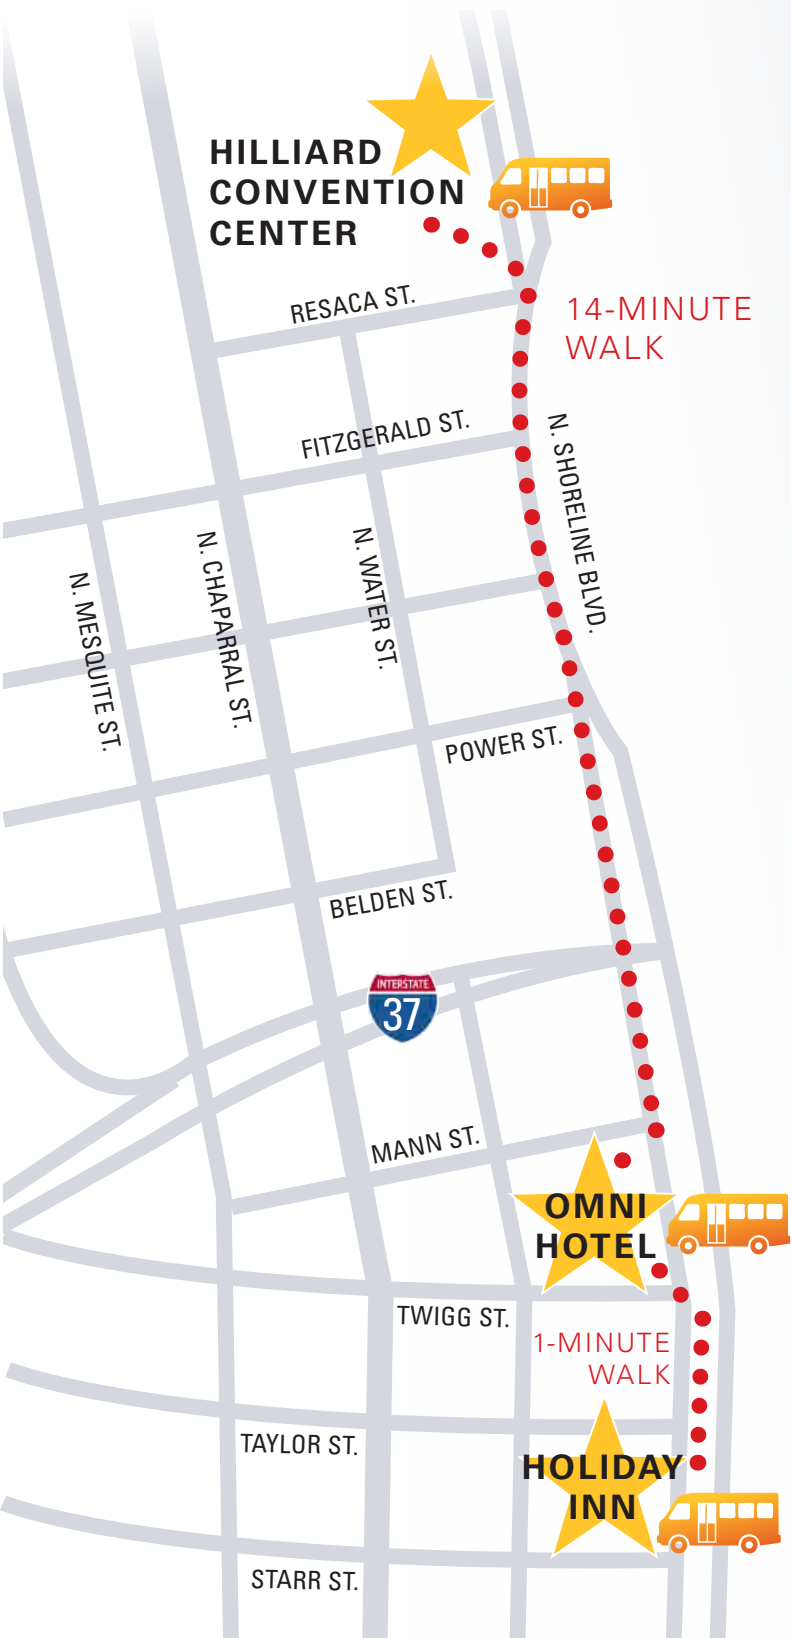 HILLIARD
CONVENTION
CENTER
RESACA ST.
14-MINUTE
WALK
FITZGERALD ST.
N. SHORELINE BLVD.
N. WATER ST.
N. CHAPARRAL ST.
N. MESQUITE ST.
POWER ST.
BELDEN ST.
INTERSTATE
37
MANN ST.
OMNI
HOTEL
TWIGG ST.
1-MINUTE
WALK
TAYLOR ST.
HOLIDAY
INN
STARR ST.